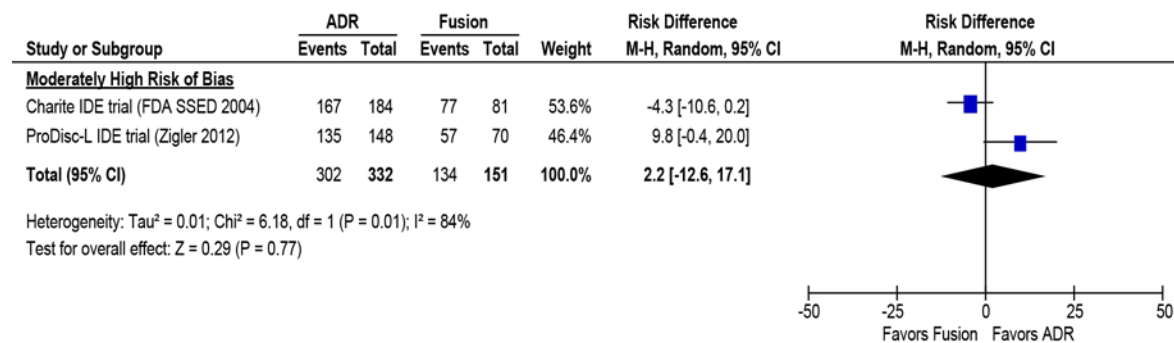 ADR Fusion Risk Difference Risk Difference
Study or Subgroup Events Total Events Total Weight M-H, Random, 95% CI M-H, Random, 95% CI
Moderately High Risk of Bias
Charite IDE trial (FDA SSED 2004) 167 184 77 81 53.6% -4.3 [-10.6, 0.2]
ProDisc-L IDE trial (Zigler 2012) 135 148 57 70 46.4% 9.8 [-0.4, 20.0]
Total (95% CI) 302 332 134 151 100.0% 2.2 [-12.6, 17.1]
Heterogeneity: Tau² = 0.01; Chi² = 6.18, df = 1 (P = 0.01); I² = 84%
Test for overall effect: Z = 0.29 (P = 0.77)
-50 -25 0 25 50
Favors Fusion Favors ADR